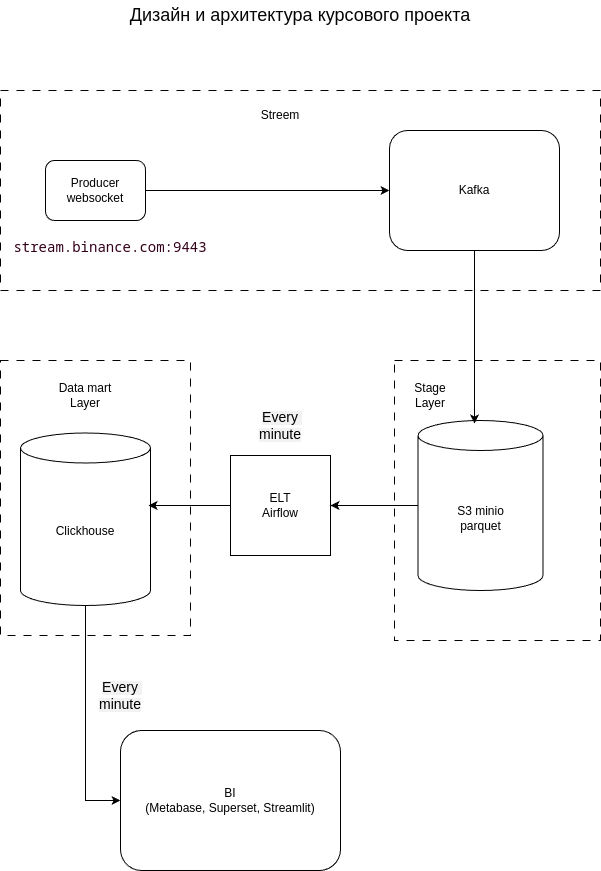 Дизайн и архитектура курсового проекта
Streem
Producer
websocket
Kafka
stream.binance.com:9443
Data mart
Layer
Stage
Layer
Every
minute
ELT
Airflow
S3 minio
parquet
Clickhouse
Every
minute
BI
(Metabase, Superset, Streamlit)